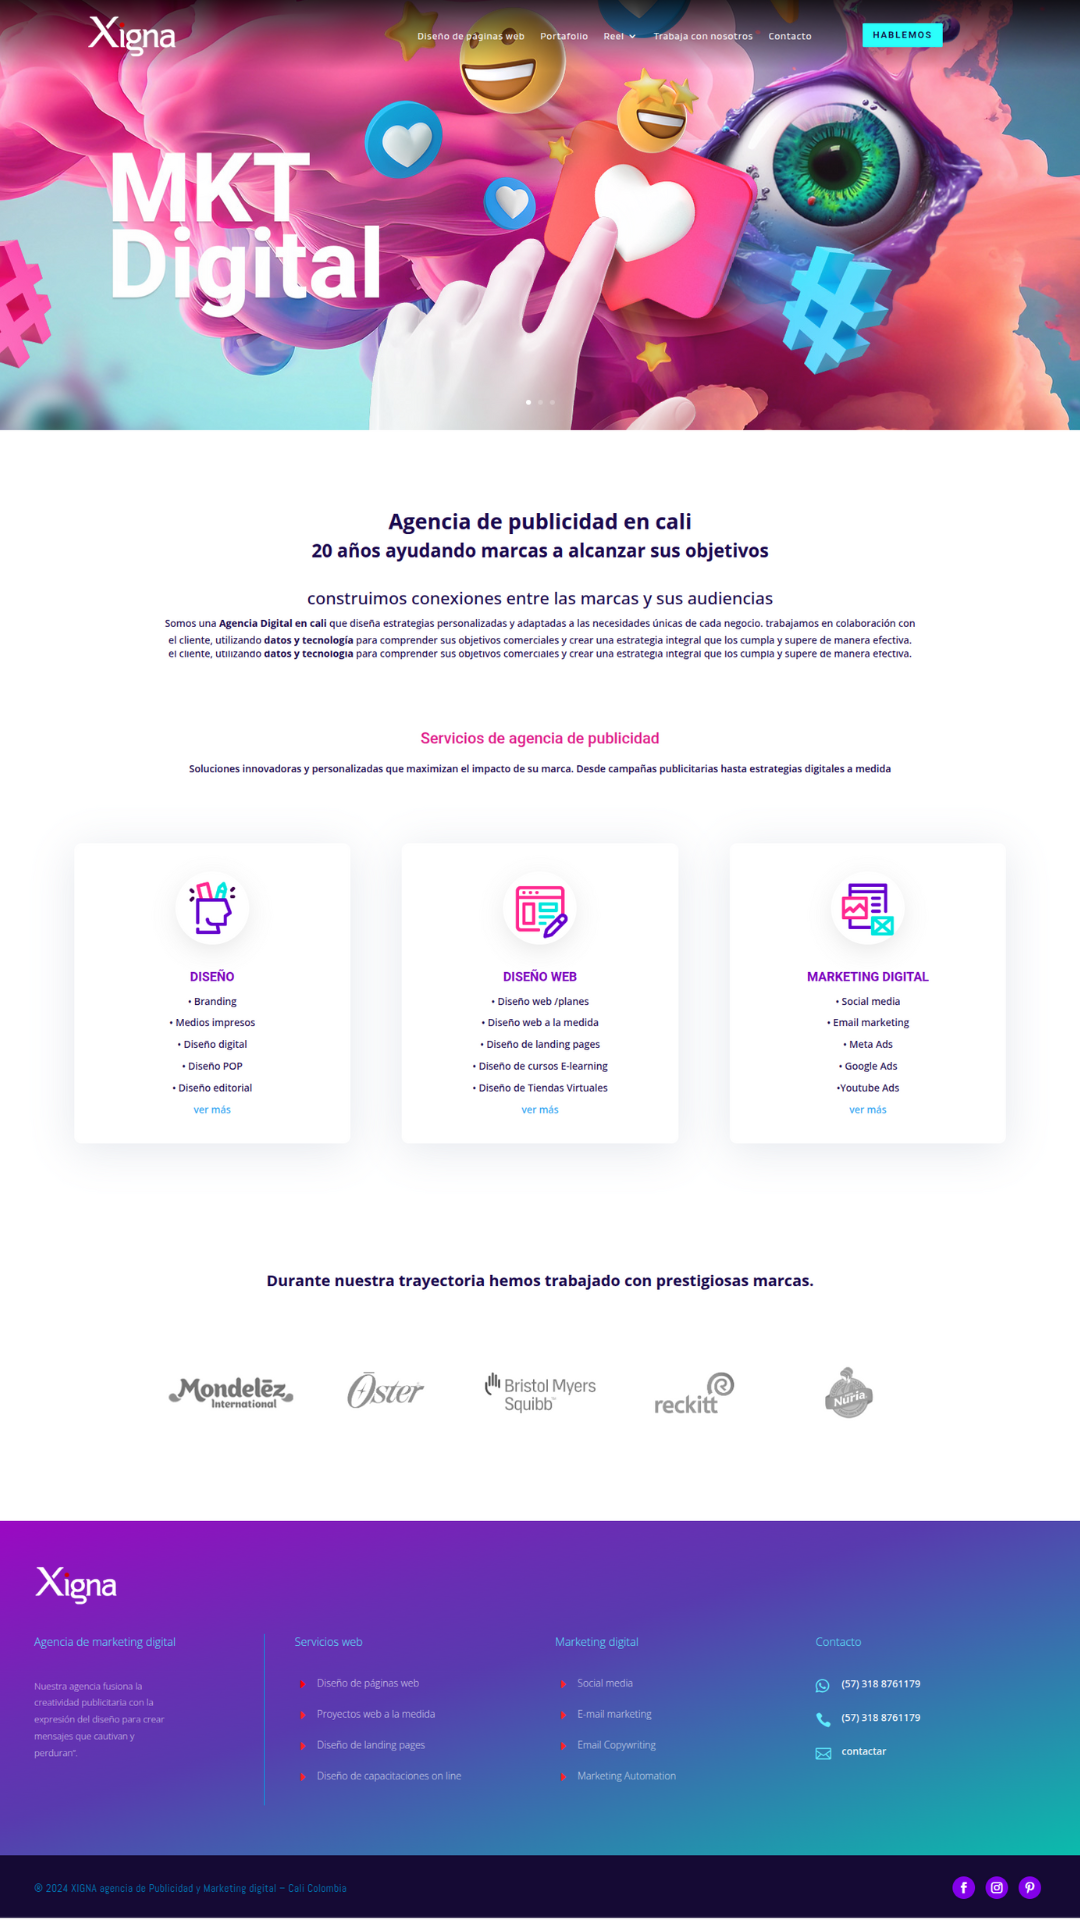 Xigna
Diseño de páginas web Portafolio Reel Trabaja con nosotros Contacto HABLEMOS
MKT
Digital
Agencia de publicidad en cali
20 años ayudando marcas a alcanzar sus objetivos
construimos conexiones entre las marcas y sus audiencias
Somos una Agencia Digital en cali que diseña estrategias personalizadas y adaptadas a las necesidades únicas de cada negocio. trabajamos en colaboración con
el cliente, utilizando datos y tecnología para comprender sus objetivos comerciales y crear una estrategia integral que los cumpla y supere de manera efectiva.
el cliente, utilizando datos y tecnología para comprender sus objetivos comerciales y crear una estrategia integral que los cumpla y supere de manera efectiva.
Servicios de agencia de publicidad
Soluciones innovadoras y personalizadas que maximizan el impacto de su marca. Desde campañas publicitarias hasta estrategias digitales a medida
DISEÑO
• Branding
• Medios impresos
• Diseño digital
• Diseño POP
• Diseño editorial
ver más
DISEÑO WEB
• Diseño web /planes
• Diseño web a la medida
• Diseño de landing pages
• Diseño de cursos E-learning
• Diseño de Tiendas Virtuales
ver más
MARKETING DIGITAL
• Social media
• Email marketing
• Meta Ads
• Google Ads
•Youtube Ads
ver más
Durante nuestra trayectoria hemos trabajado con prestigiosas marcas.
Mondelēz
International
Ōster
Bristol Myers
Squibb™
reckitt
Nuria
Xigna
Agencia de marketing digital
Nuestra agencia fusiona la
creatividad publicitaria con la
expresión del diseño para crear
mensajes que cautivan y
perduran”.
Servicios web
Diseño de páginas web
Proyectos web a la medida
Diseño de landing pages
Diseño de capacitaciones on line
Marketing digital
Social media
E-mail marketing
Email Copywriting
Marketing Automation
Contacto
(57) 318 8761179
(57) 318 8761179
contactar
® 2024 XIGNA agencia de Publicidad y Marketing digital – Cali Colombia